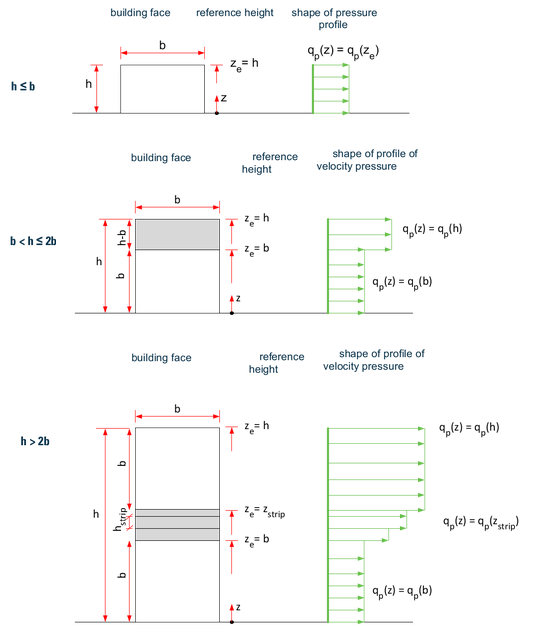 building face
reference height
shape of pressure
profile
h ≤ b
b
h
z_e = h
z
q_p(z) = q_p(z_e)
building face
reference
height
shape of profile of
velocity pressure
b < h ≤ 2b
b
h
h-b
b
z_e = h
z_e = b
z
q_p(z) = q_p(h)
q_p(z) = q_p(b)
building face
reference
height
shape of profile of
velocity pressure
h > 2b
b
h
b
h_strip
b
z_e = h
z_e = z_strip
z_e = b
z
q_p(z) = q_p(h)
q_p(z) = q_p(z_strip)
q_p(z) = q_p(b)